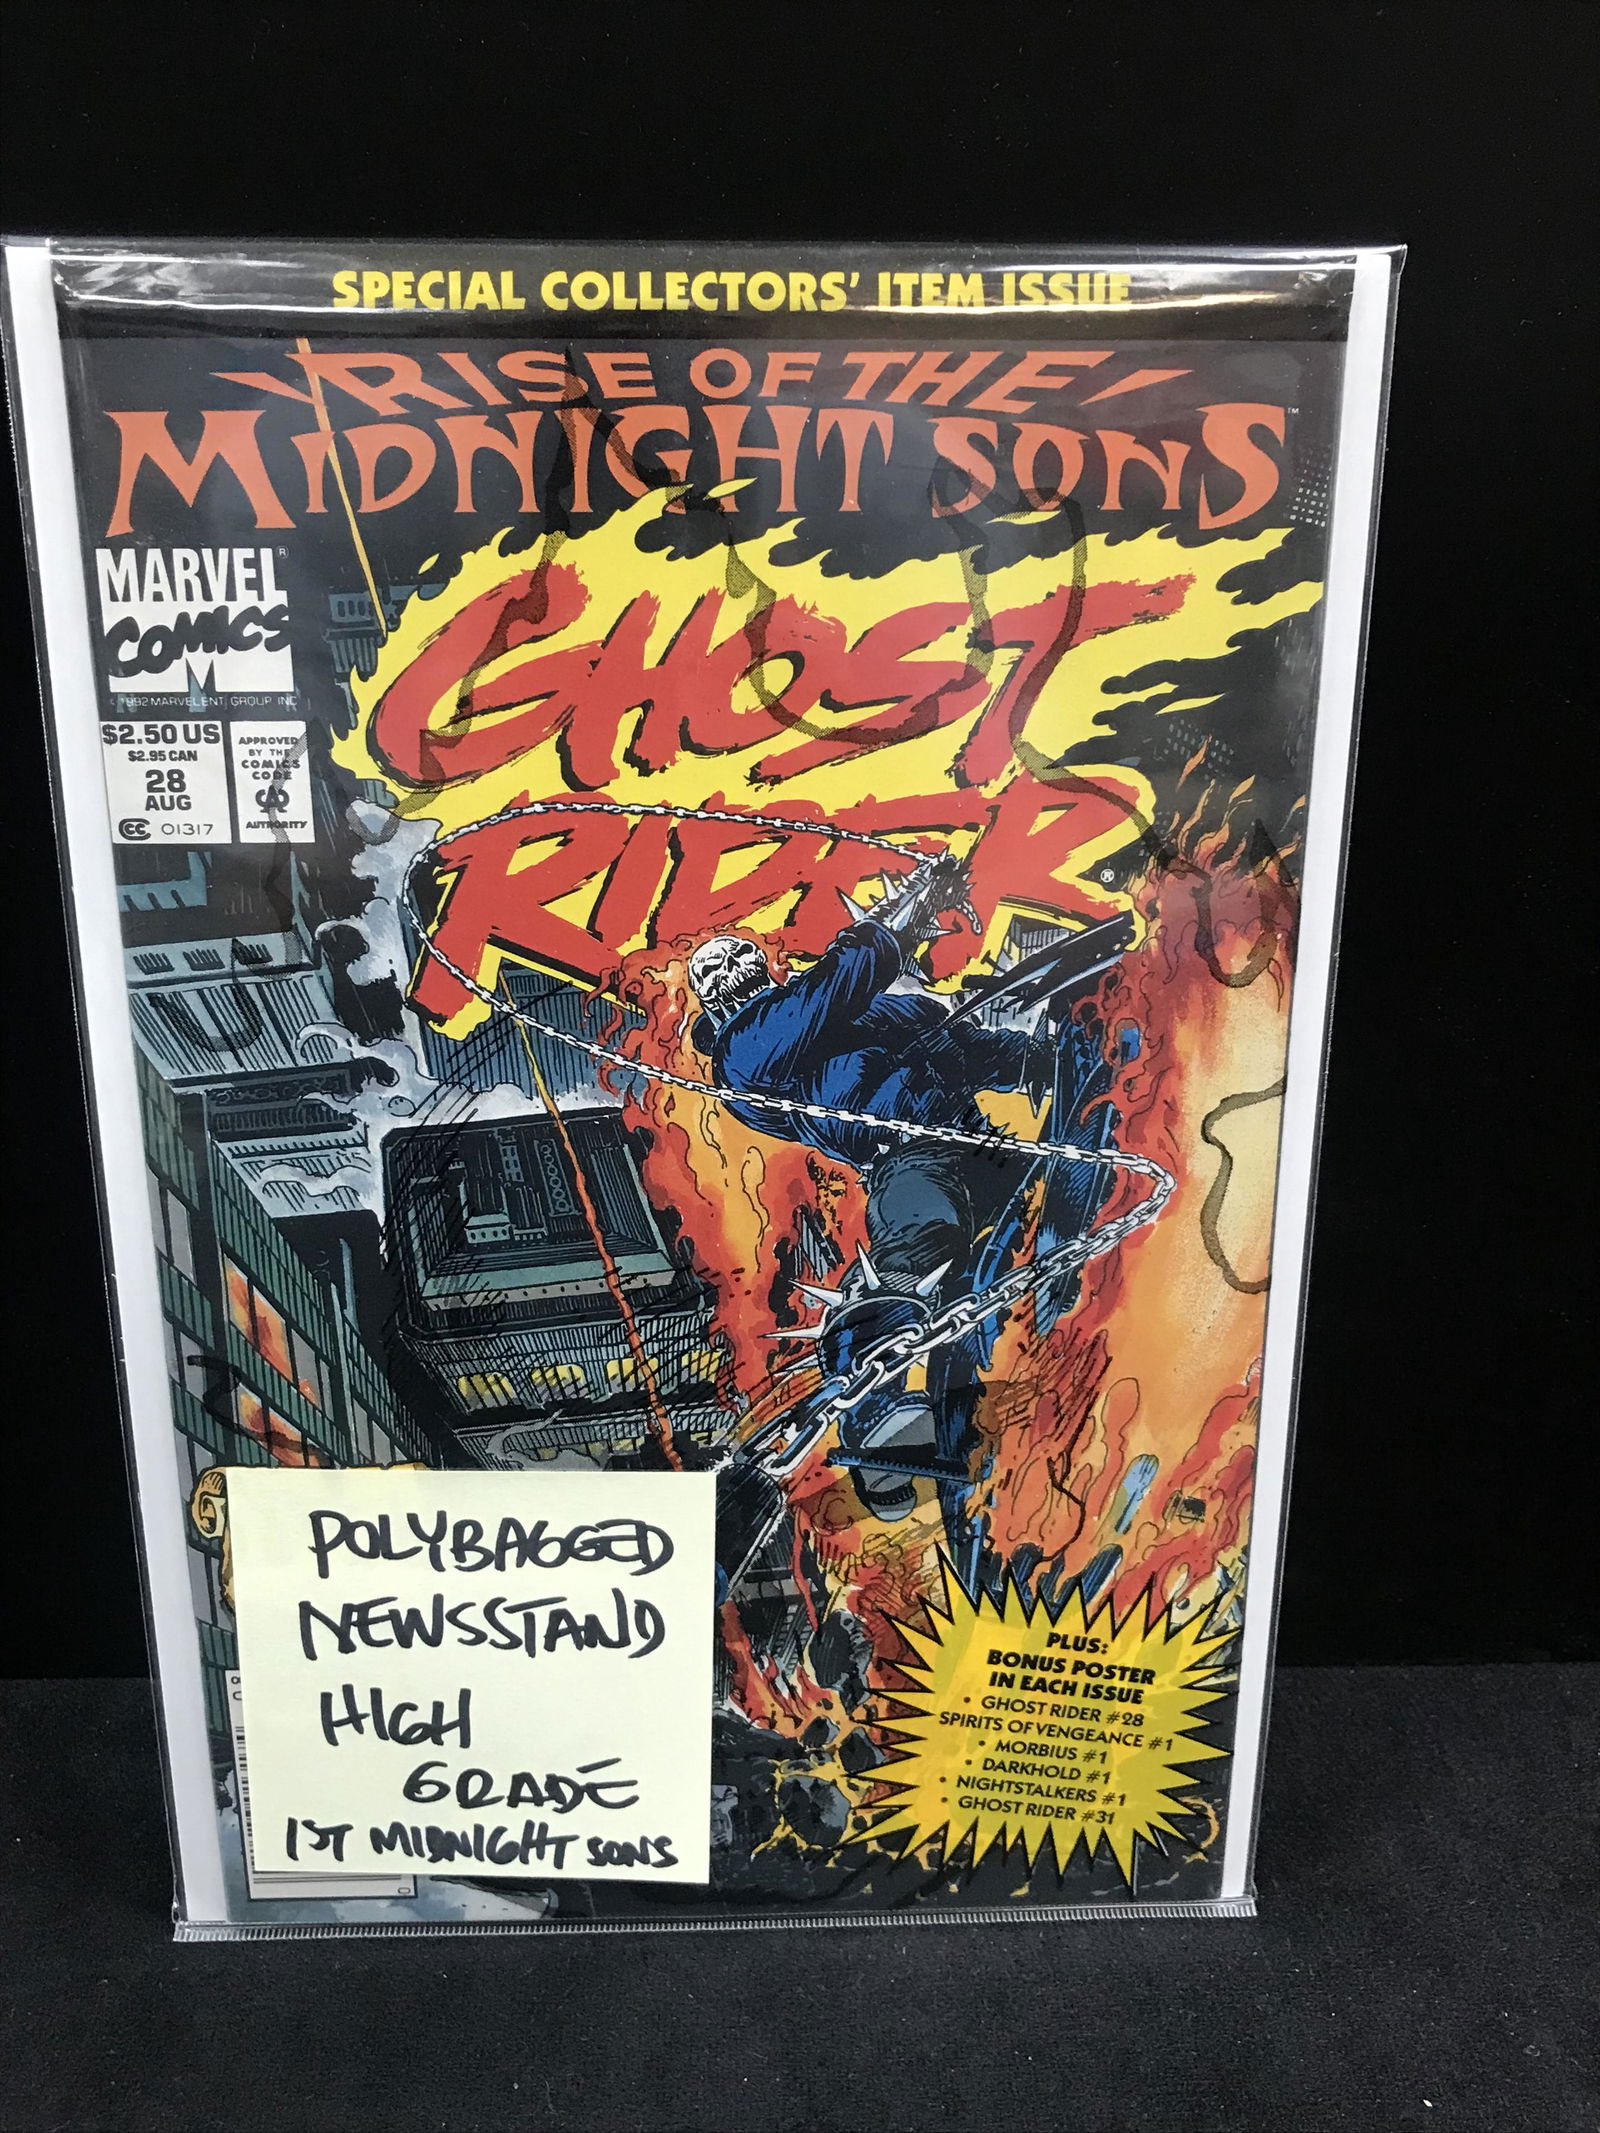 SPECIAL COLLECTORS' ITEM ISSUE
RISE OF THE
MIDNIGHT SONS™
MARVEL®
COMICS
1992 MARVEL ENT. GROUP INC
$2.50 US
$2.95 CAN
28
AUG
CC 01317
APPROVED
BY THE
COMICS
CODE
CA
AUTHORITY
GHOST
RIDER®
POLYBAGGED
NEWSSTAND
HIGH
GRADE
1ST MIDNIGHT SONS
PLUS:
BONUS POSTER
IN EACH ISSUE
• GHOST RIDER #28
SPIRITS OF VENGEANCE #1
• MORBIUS #1
• DARKHOLD #1
• NIGHTSTALKERS #1
• GHOST RIDER #31